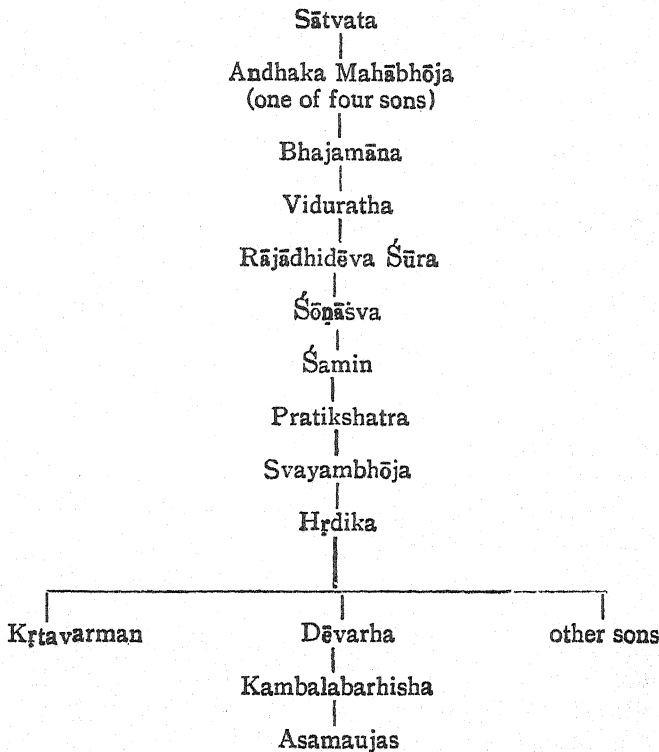 Sātvata
Andhaka Mahābhōja
(one of four sons)
Bhajamāna
Viduratha
Rājādhidēva Śūra
Śōṇāśva
Śamin
Pratikshatra
Svayambhōja
Hṛdika
Kṛtavarman Dēvarha other sons
Kambalabarhisha
Asamaujas